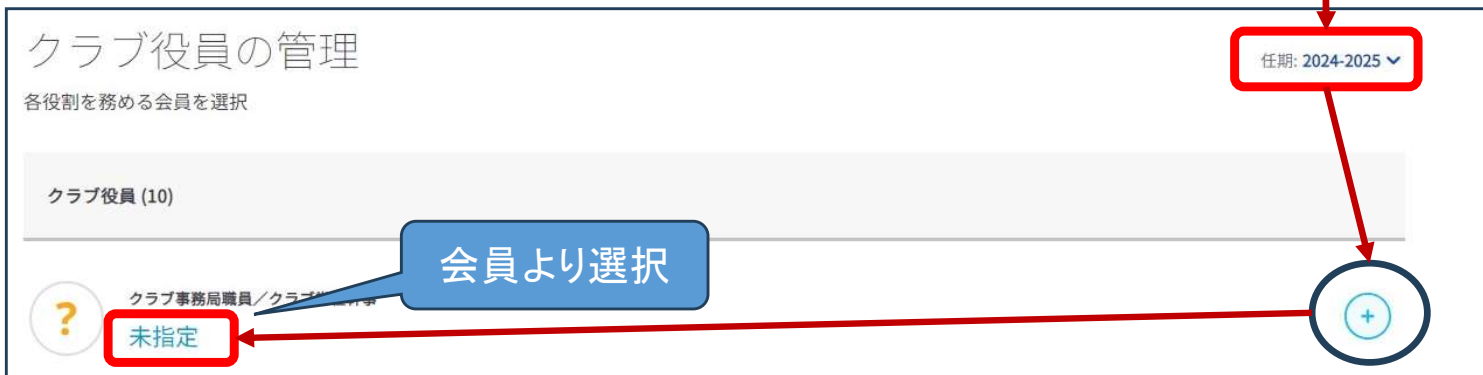 クラブ役員の管理
任期: 2024-2025
各役割を務める会員を選択
クラブ役員 (10)
会員より選択
クラブ事務局職員／クラブ
未指定